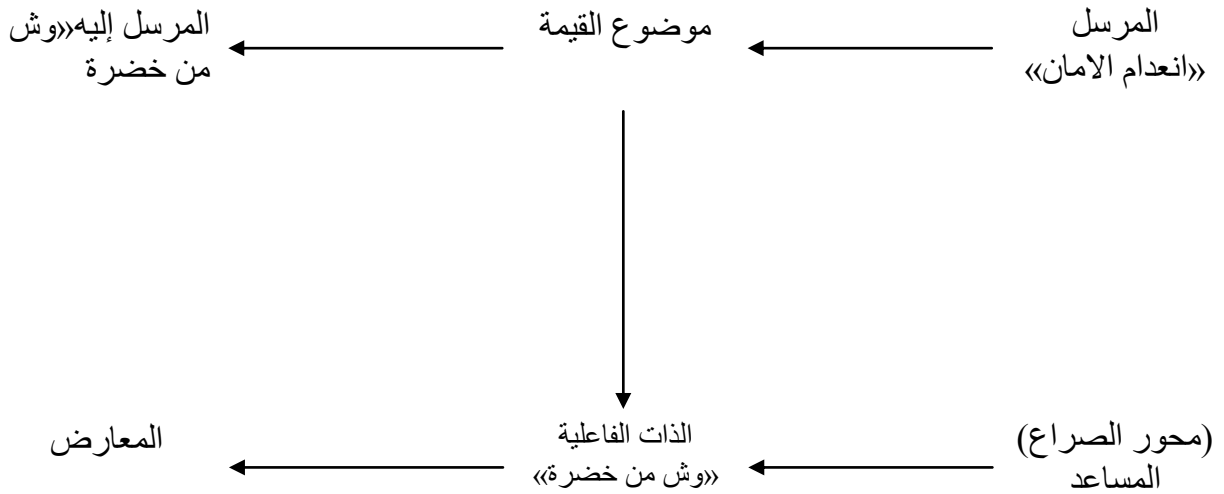 المرسل
«انعدام الامان»
موضوع القيمة
المرسل إليه«وش
من خضرة
(محور الصراع)
المساعد
الذات الفاعلية
«وش من خضرة»
المعارض